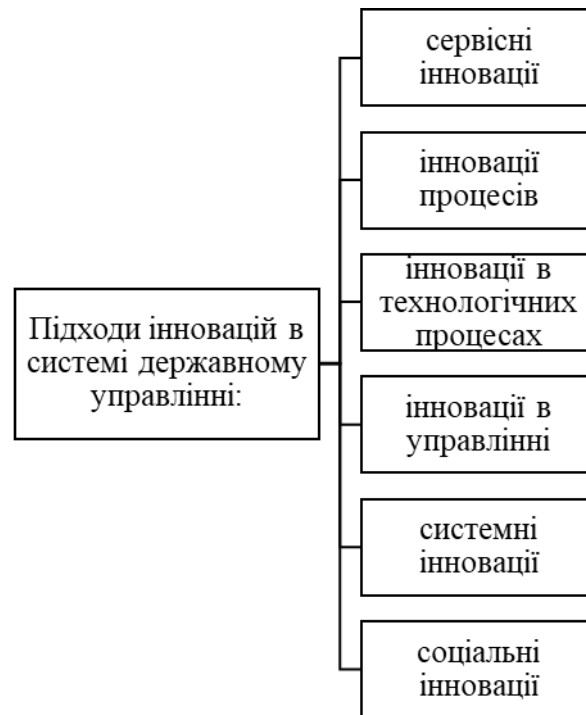 Підходи інновацій в
системі державному
управлінні:
сервісні
інновації
інновації
процесів
інновації в
технологічних
процесах
інновації в
управлінні
системні
інновації
соціальні
інновації